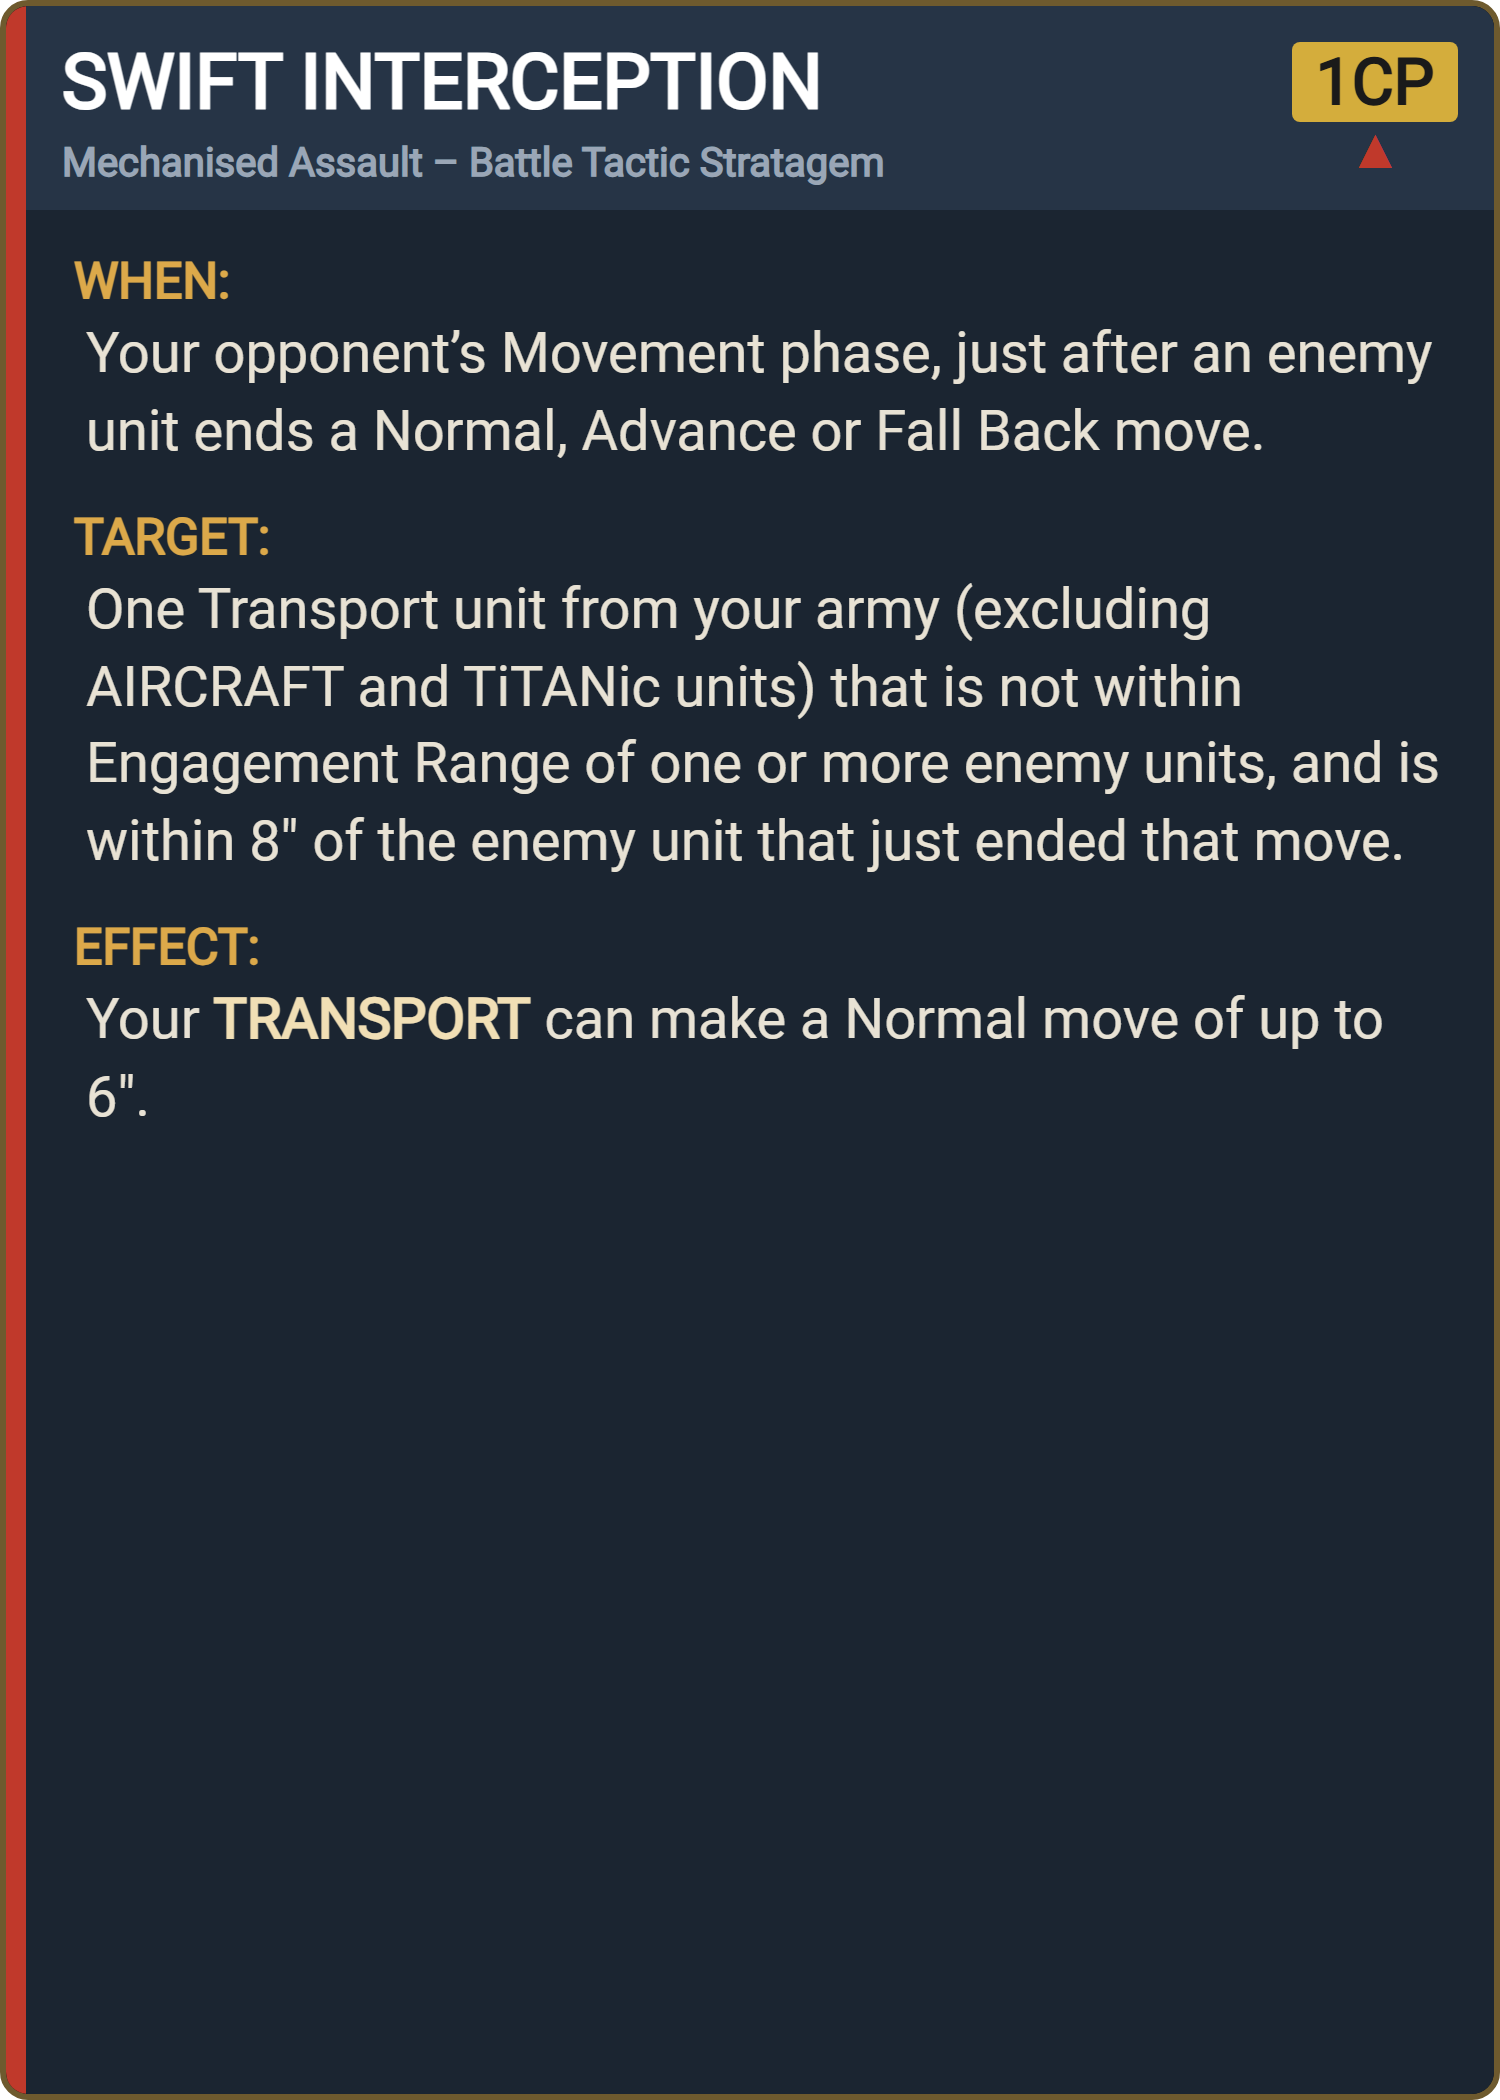 SWIFT INTERCEPTION
1CP
Mechanised Assault – Battle Tactic Stratagem
WHEN:
Your opponent’s Movement phase, just after an enemy
unit ends a Normal, Advance or Fall Back move.
TARGET:
One Transport unit from your army (excluding
AIRCRAFT and TiTANic units) that is not within
Engagement Range of one or more enemy units, and is
within 8" of the enemy unit that just ended that move.
EFFECT:
Your TRANSPORT can make a Normal move of up to
6".